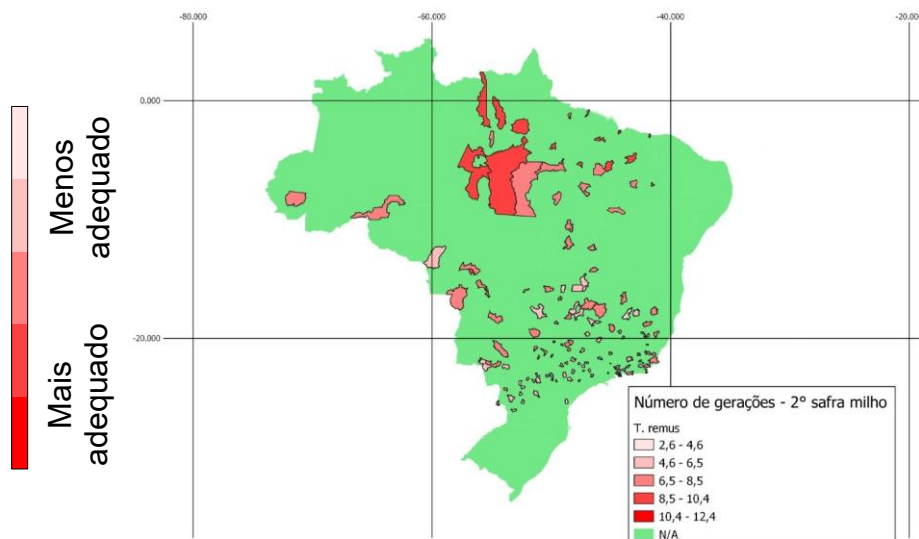 -80.000
-60.000
-40.000
-20.00
0.000
-20.000
Menos
adequado
Mais
adequado
Número de gerações - 2° safra milho
T. remus
2,6 - 4,6
4,6 - 6,5
6,5 - 8,5
8,5 - 10,4
10,4 - 12,4
N/A